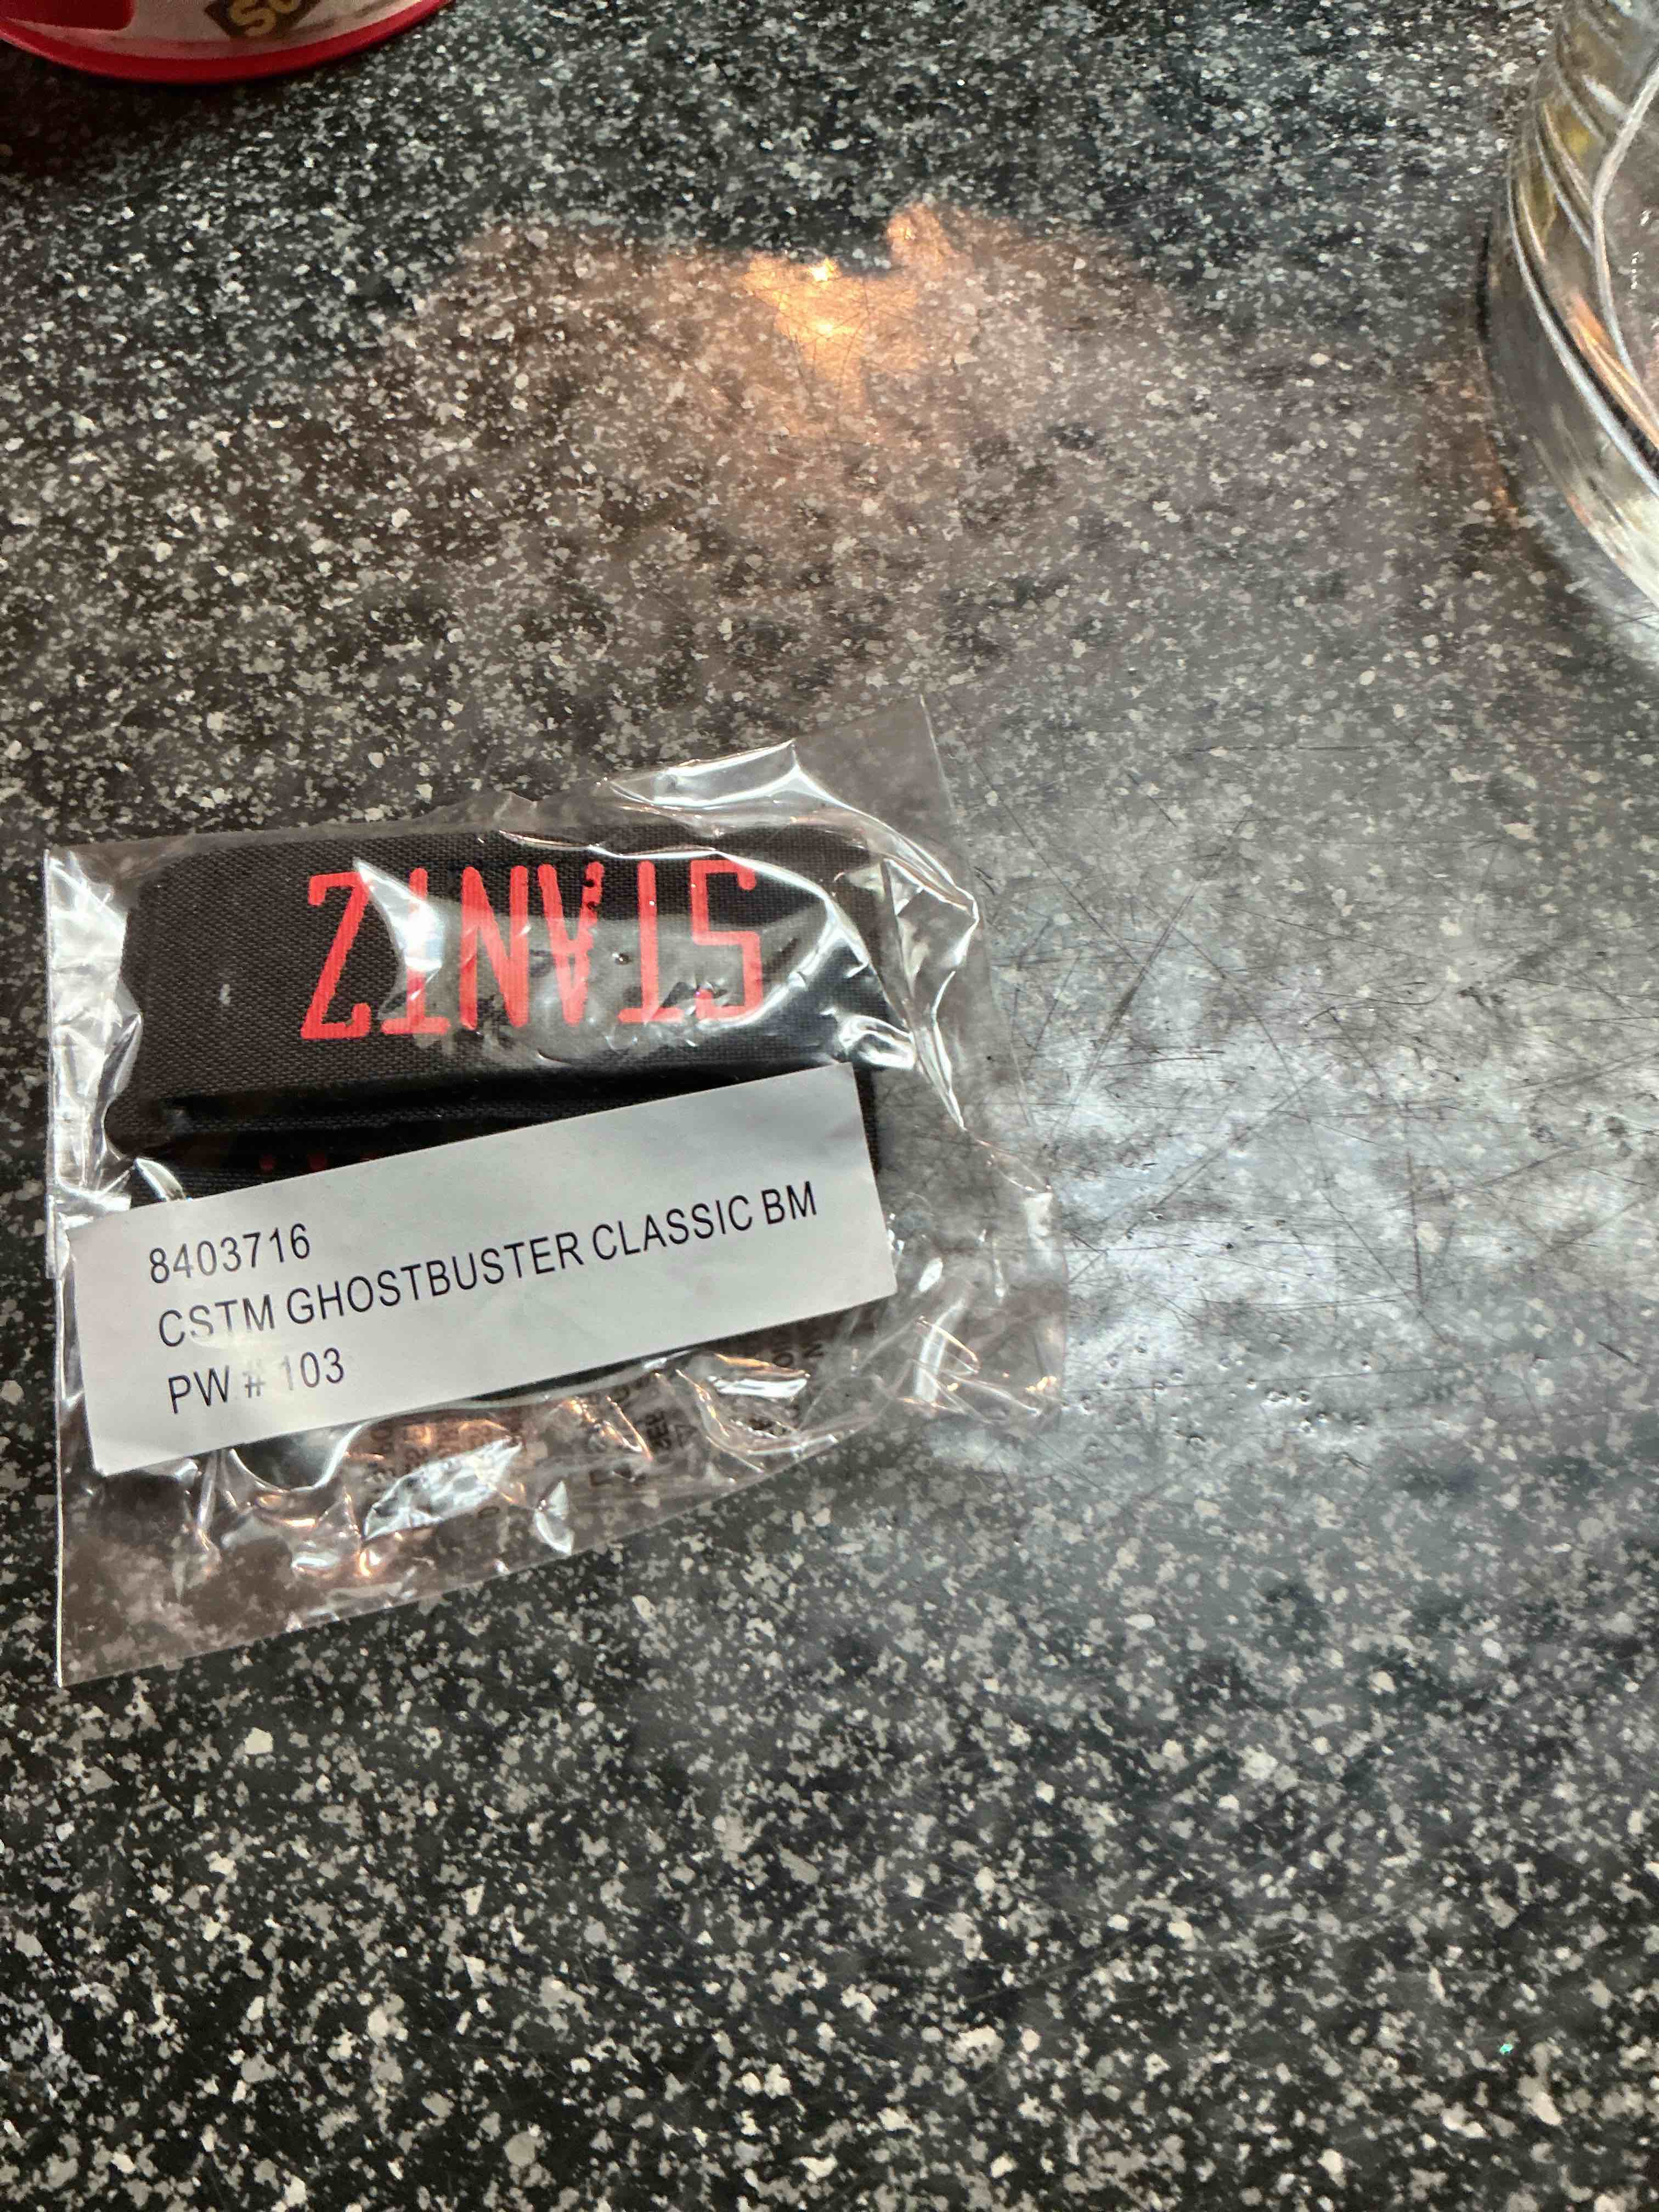 STANTZ
8403716
CSTM GHOSTBUSTER CLASSIC BM
PW # 103